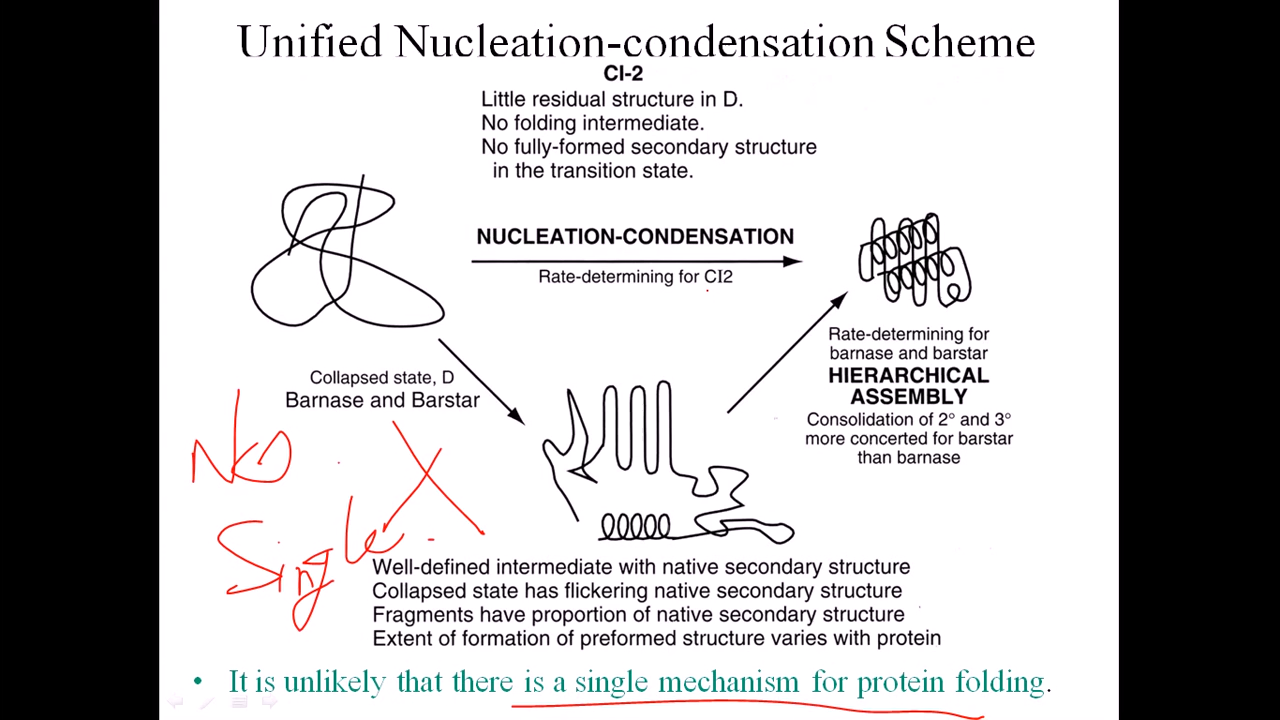 Unified Nucleation-condensation Scheme
CI-2
Little residual structure in D.
No folding intermediate.
No fully-formed secondary structure
in the transition state.
NUCLEATION-CONDENSATION
Rate-determining for CI2
Rate-determining for
barnase and barstar
HIERARCHICAL
ASSEMBLY
Consolidation of 2° and 3°
more concerted for barstar
than barnase
Collapsed state, D
Barnase and Barstar
No
Single
Well-defined intermediate with native secondary structure
Collapsed state has flickering native secondary structure
Fragments have proportion of native secondary structure
Extent of formation of preformed structure varies with protein
• It is unlikely that there is a single mechanism for protein folding.